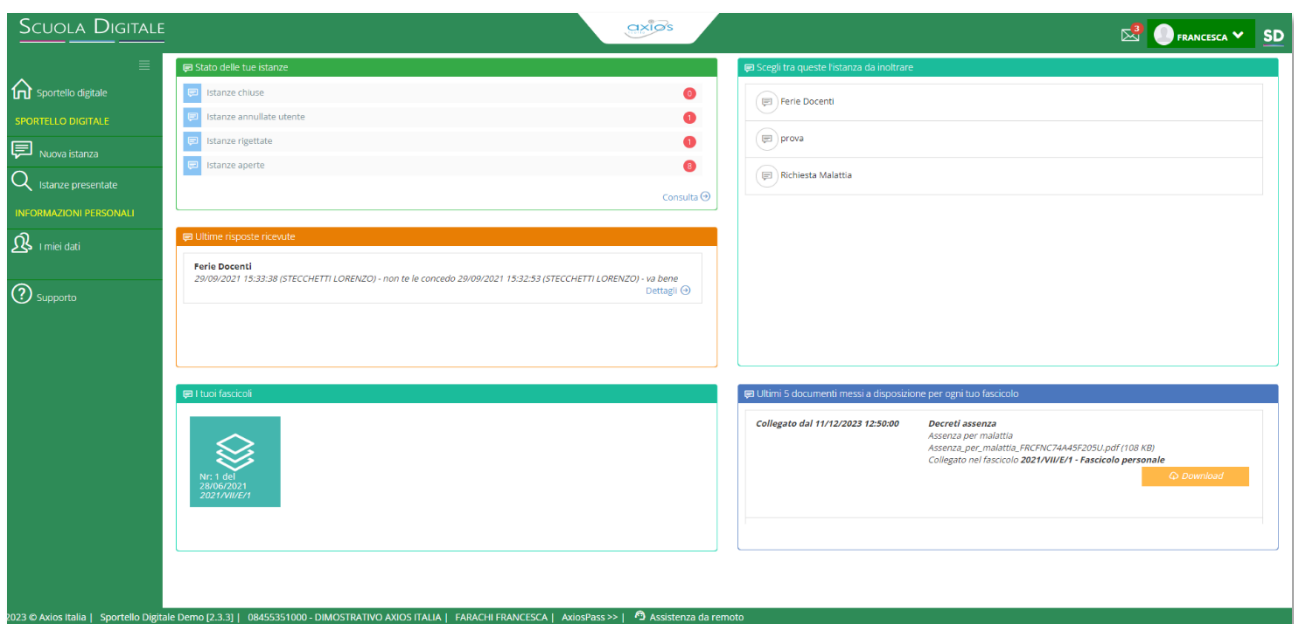 SCUOLA DIGITALE
axios
3
FRANCESCA
SD
Sportello digitale
SPORTELLO DIGITALE
Nuova istanza
Istanze presentate
INFORMAZIONI PERSONALI
I miei dati
Supporto
Stato delle tue istanze
Istanze chiuse 0
Istanze annullate utente 1
Istanze rigettate 1
Istanze aperte 8
Consulta
Scegli tra queste l'istanza da inoltrare
Ferie Docenti
prova
Richiesta Malattia
Ultime risposte ricevute
Ferie Docenti
29/09/2021 15:33:38 (STECCHETTI LORENZO) - non te le concedo 29/09/2021 15:32:53 (STECCHETTI LORENZO) - va bene
Dettagli
I tuoi fascicoli
Nr: 1 del
28/06/2021
2021/VII/E/1
Ultimi 5 documenti messi a disposizione per ogni tuo fascicolo
Collegato dal 11/12/2023 12:50:00 Decreti assenza
Assenza per malattia
Assenza_per_malattia_FRCFNC74A45F205U.pdf (108 KB)
Collegato nel fascicolo 2021/VII/E/1 - Fascicolo personale
Download
2023 © Axios Italia | Sportello Digitale Demo [2.3.3] | 08455351000 - DIMOSTRATIVO AXIOS ITALIA | FARACHI FRANCESCA | AxiosPass >> | Assistenza da remoto